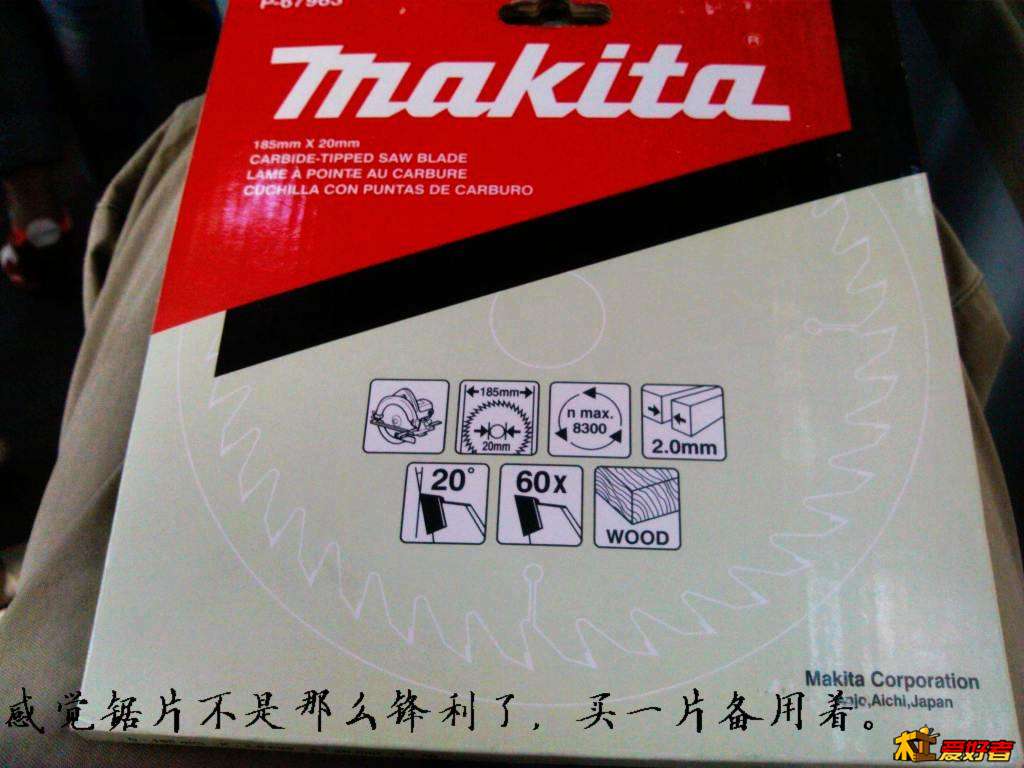 makita
185mm X 20mm
CARBIDE-TIPPED SAW BLADE
LAME À POINTE AU CARBURE
CUCHILLA CON PUNTAS DE CARBURO
185mm
20mm
n max.
8300
2.0mm
20°
60x
WOOD
Makita Corporation
Anjo,Aichi,Japan
感觉锯片不是那么锋利了，买一片备用着。
爱好者